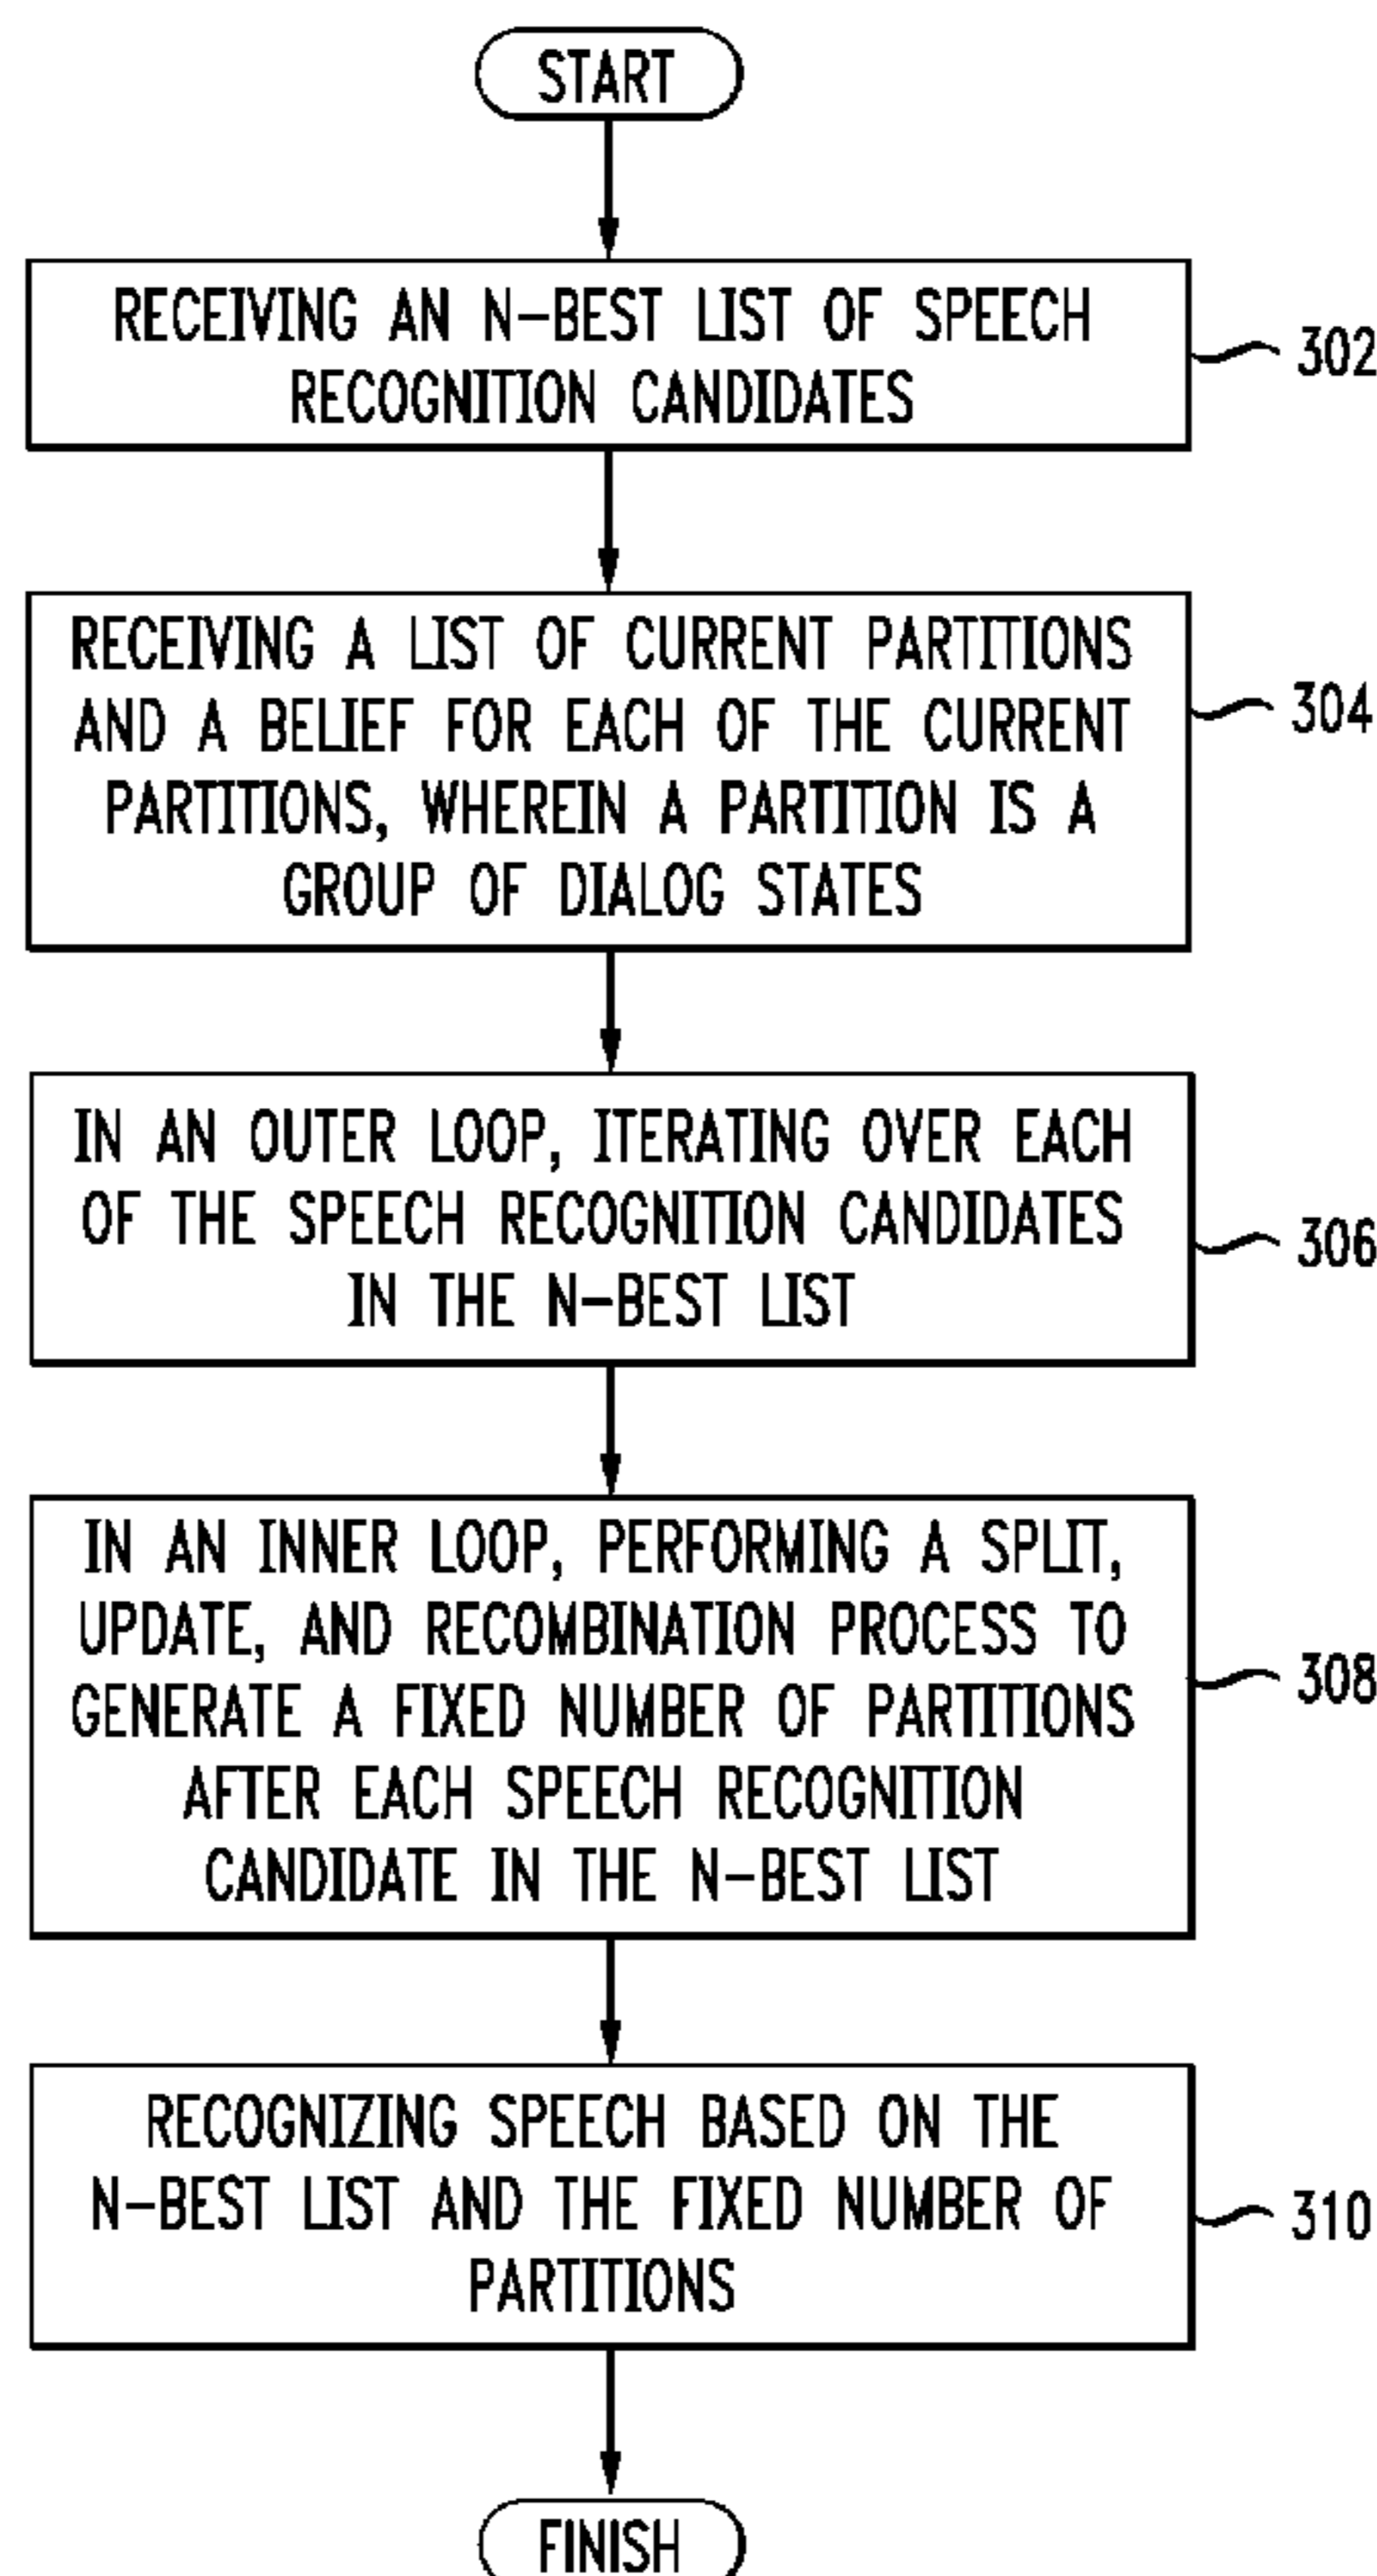 START
RECEIVING AN N-BEST LIST OF SPEECH
RECOGNITION CANDIDATES
302
RECEIVING A LIST OF CURRENT PARTITIONS
AND A BELIEF FOR EACH OF THE CURRENT
PARTITIONS, WHEREIN A PARTITION IS A
GROUP OF DIALOG STATES
304
IN AN OUTER LOOP, ITERATING OVER EACH
OF THE SPEECH RECOGNITION CANDIDATES
IN THE N-BEST LIST
306
IN AN INNER LOOP, PERFORMING A SPLIT,
UPDATE, AND RECOMBINATION PROCESS TO
GENERATE A FIXED NUMBER OF PARTITIONS
AFTER EACH SPEECH RECOGNITION
CANDIDATE IN THE N-BEST LIST
308
RECOGNIZING SPEECH BASED ON THE
N-BEST LIST AND THE FIXED NUMBER OF
PARTITIONS
310
FINISH